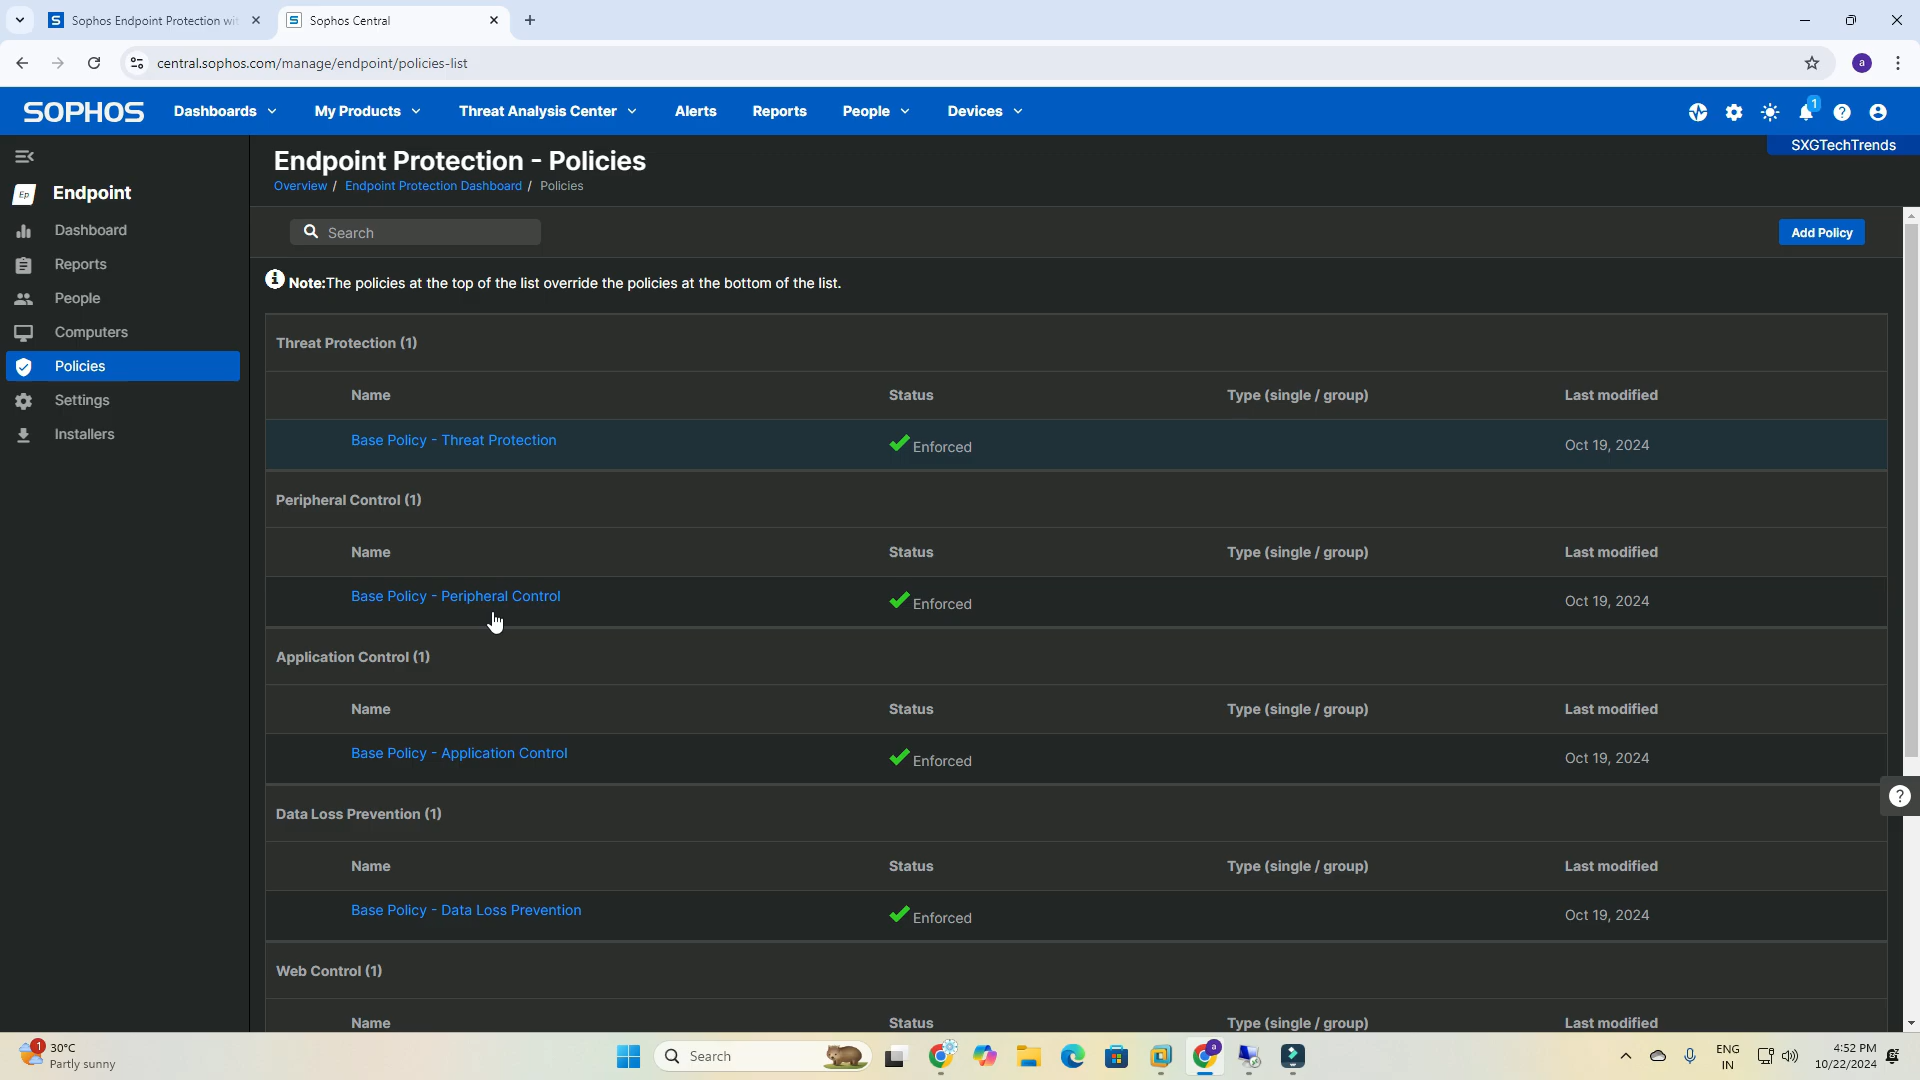 Sophos Endpoint Protection wit
Sophos Central
central.sophos.com/manage/endpoint/policies-list
a
SOPHOS
Dashboards
My Products
Threat Analysis Center
Alerts
Reports
People
Devices
1
SXGTechTrends
Ep
Endpoint
Dashboard
Reports
People
Computers
Policies
Settings
Installers
Endpoint Protection - Policies
Overview / Endpoint Protection Dashboard / Policies
Search
Add Policy
Note:The policies at the top of the list override the policies at the bottom of the list.
Threat Protection (1)
Name Status Type (single / group) Last modified
Base Policy - Threat Protection Enforced Oct 19, 2024
Peripheral Control (1)
Name Status Type (single / group) Last modified
Base Policy - Peripheral Control Enforced Oct 19, 2024
Application Control (1)
Name Status Type (single / group) Last modified
Base Policy - Application Control Enforced Oct 19, 2024
Data Loss Prevention (1)
Name Status Type (single / group) Last modified
Base Policy - Data Loss Prevention Enforced Oct 19, 2024
Web Control (1)
Name Status Type (single / group) Last modified
1
30°C
Partly sunny
Search
a
ENG
IN
4:52 PM
10/22/2024